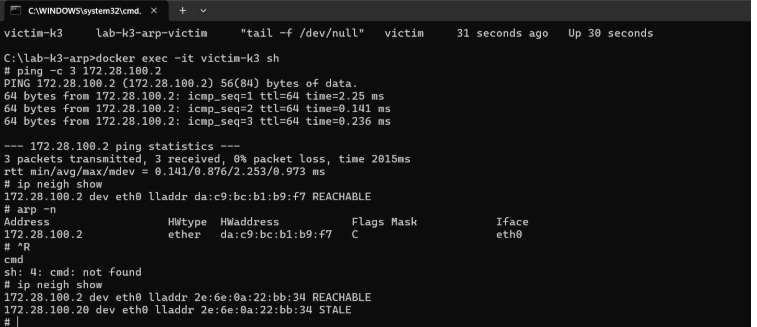 C:\WINDOWS\system32\cmd.
victim-k3 lab-k3-arp-victim "tail -f /dev/null" victim 31 seconds ago Up 30 seconds
C:\lab-k3-arp>docker exec -it victim-k3 sh
# ping -c 3 172.28.100.2
PING 172.28.100.2 (172.28.100.2) 56(84) bytes of data.
64 bytes from 172.28.100.2: icmp_seq=1 ttl=64 time=2.25 ms
64 bytes from 172.28.100.2: icmp_seq=2 ttl=64 time=0.141 ms
64 bytes from 172.28.100.2: icmp_seq=3 ttl=64 time=0.236 ms
--- 172.28.100.2 ping statistics ---
3 packets transmitted, 3 received, 0% packet loss, time 2015ms
rtt min/avg/max/mdev = 0.141/0.876/2.253/0.973 ms
# ip neigh show
172.28.100.2 dev eth0 lladdr da:c9:bc:b1:b9:f7 REACHABLE
# arp -n
Address HWtype HWaddress Flags Mask Iface
172.28.100.2 ether da:c9:bc:b1:b9:f7 C eth0
# ^R
cmd
sh: 4: cmd: not found
# ip neigh show
172.28.100.2 dev eth0 lladdr 2e:6e:0a:22:bb:34 REACHABLE
172.28.100.20 dev eth0 lladdr 2e:6e:0a:22:bb:34 STALE
#